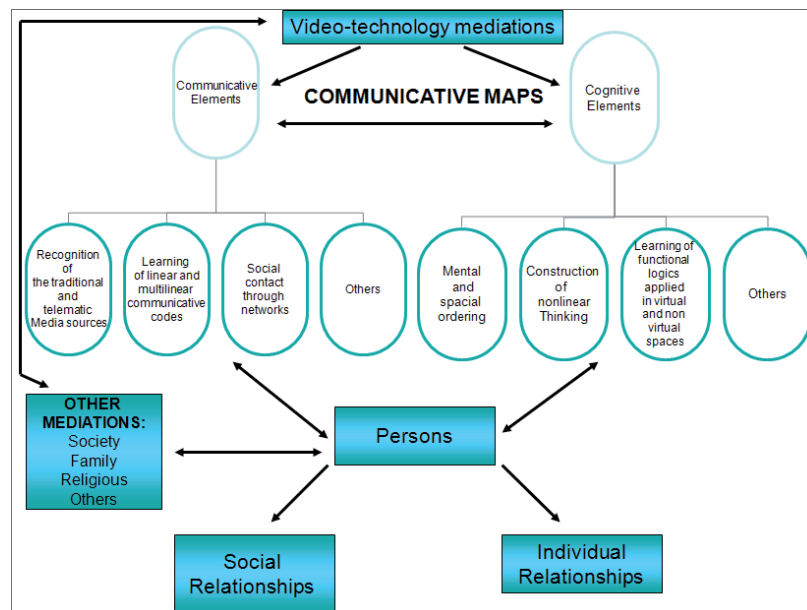 Video-technology mediations
Communicative
Elements
COMMUNICATIVE MAPS
Cognitive
Elements
Recognition
of
the traditional
and
telematic
Media sources
Learning
of linear and
multilinear
communicative
codes
Social
contact
through
networks
Others
Mental
and
spacial
ordering
Construction
of
nonlinear
Thinking
Learning of
functional
logics
applied
in virtual
and non
virtual
spaces
Others
OTHER
MEDIATIONS:
Society
Family
Religious
Others
Persons
Social
Relationships
Individual
Relationships